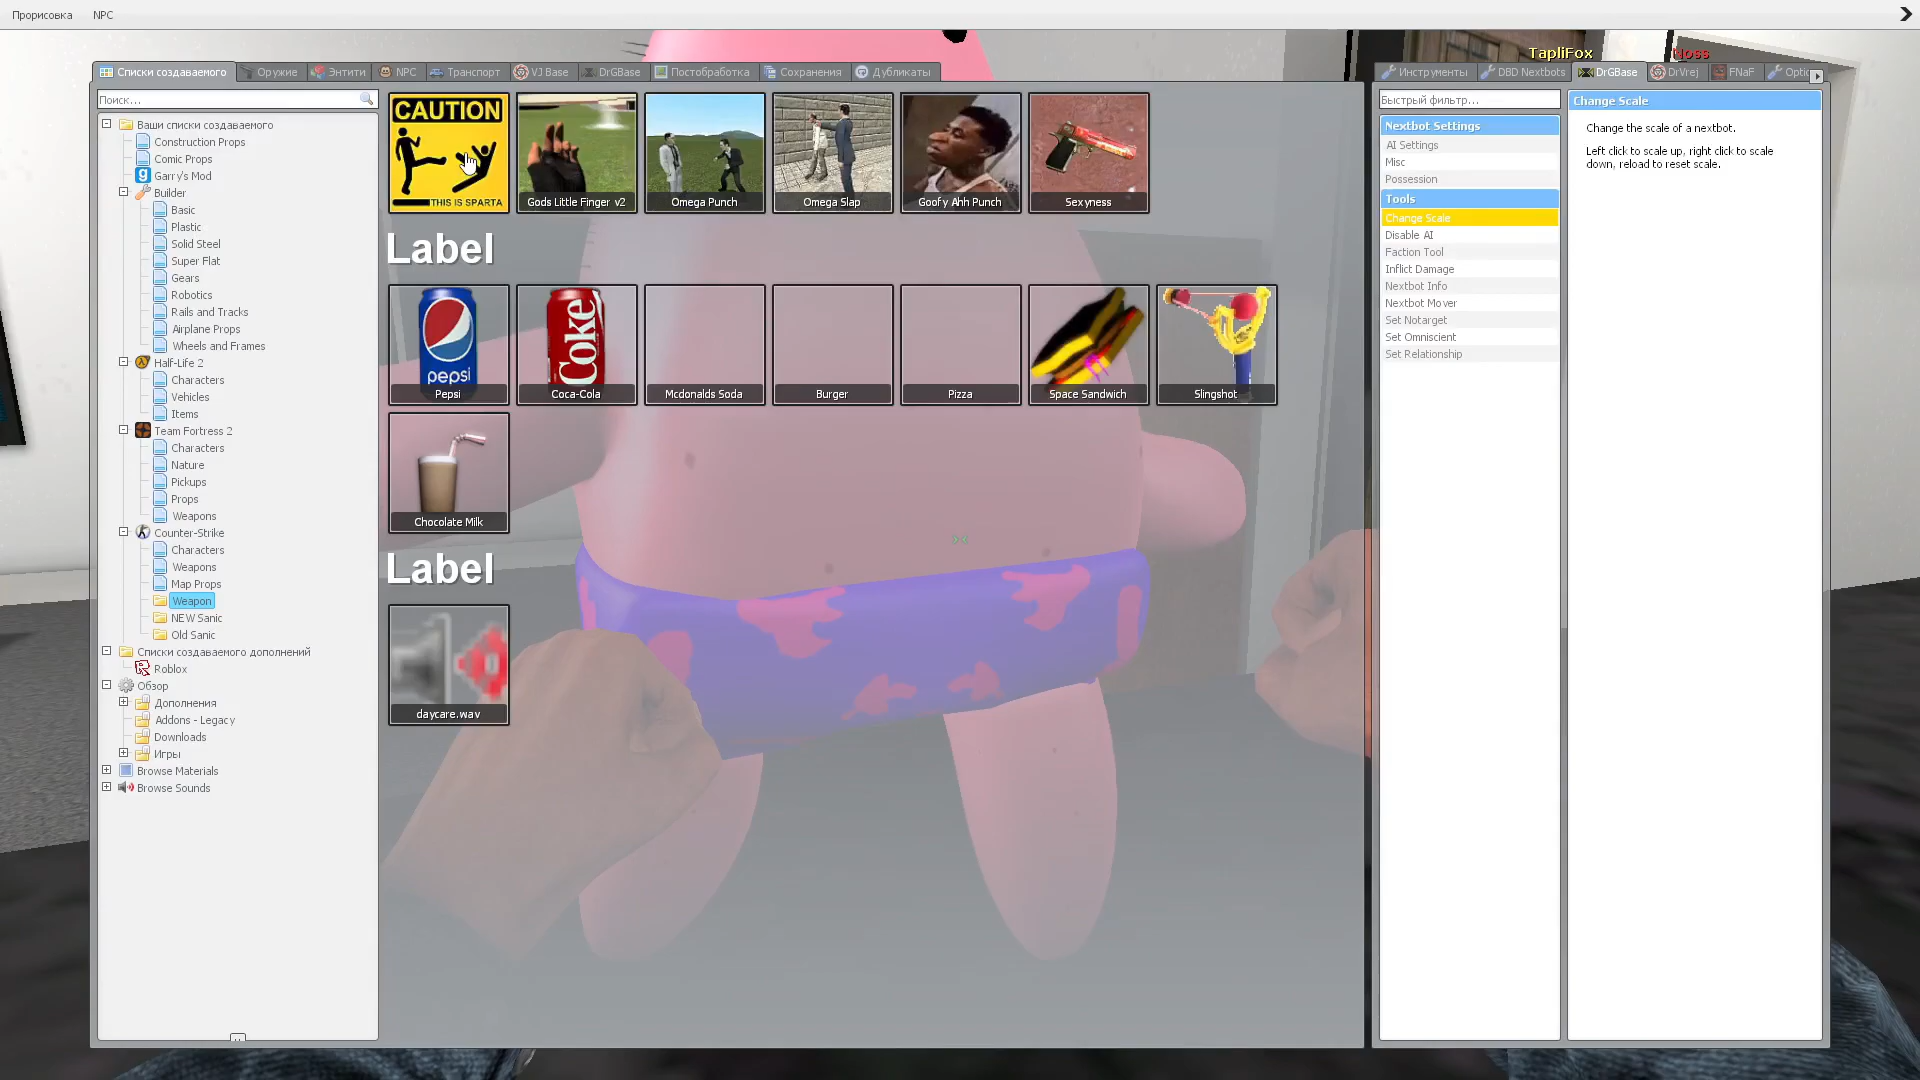 Прорисовка NPC
TapliFox Noss
Списки создаваемого Оружие Энтити NPC Транспорт VJ Base DrGBase Постобработка Сохранения Дубликаты
Инструменты DBD Nextbots DrGBase DrVrej FNaF Optic
Поиск...
Ваши списки создаваемого
Construction Props
Comic Props
Garry's Mod
Builder
Basic
Plastic
Solid Steel
Super Flat
Gears
Robotics
Rails and Tracks
Airplane Props
Wheels and Frames
Half-Life 2
Characters
Vehicles
Items
Team Fortress 2
Characters
Nature
Pickups
Props
Weapons
Counter-Strike
Characters
Weapons
Map Props
Weapon
NEW Sanic
Old Sanic
Списки создаваемого дополнений
Roblox
Обзор
Дополнения
Addons - Legacy
Downloads
Игры
Browse Materials
Browse Sounds
CAUTION
THIS IS SPARTA
Gods Little Finger v2
Omega Punch
Omega Slap
Goofy Ahh Punch
Sexyness
Label
pepsi
Pepsi
Coke
Coca-Cola
Mcdonalds Soda
Burger
Pizza
Space Sandwich
Slingshot
Chocolate Milk
Label
daycare.wav
Быстрый фильтр...
Nextbot Settings
AI Settings
Misc
Possession
Tools
Change Scale
Disable AI
Faction Tool
Inflict Damage
Nextbot Info
Nextbot Mover
Set Notarget
Set Omniscient
Set Relationship
Change Scale
Change the scale of a nextbot.
Left click to scale up, right click to scale
down, reload to reset scale.